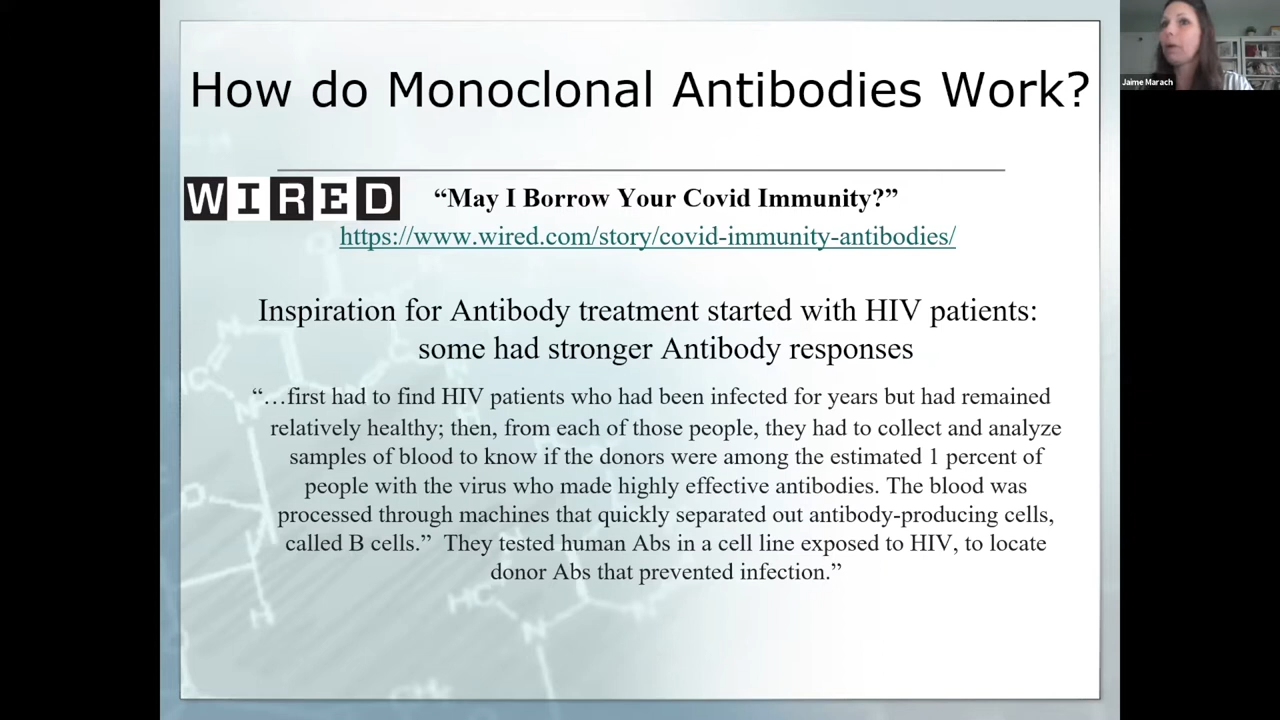 How do Monoclonal Antibodies Work?
Jaime Marach
WIRED
“May I Borrow Your Covid Immunity?”
https://www.wired.com/story/covid-immunity-antibodies/
Inspiration for Antibody treatment started with HIV patients:
some had stronger Antibody responses
“…first had to find HIV patients who had been infected for years but had remained
relatively healthy; then, from each of those people, they had to collect and analyze
samples of blood to know if the donors were among the estimated 1 percent of
people with the virus who made highly effective antibodies. The blood was
processed through machines that quickly separated out antibody-producing cells,
called B cells.” They tested human Abs in a cell line exposed to HIV, to locate
donor Abs that prevented infection.”
HC
N
O
H
HC
N
CH